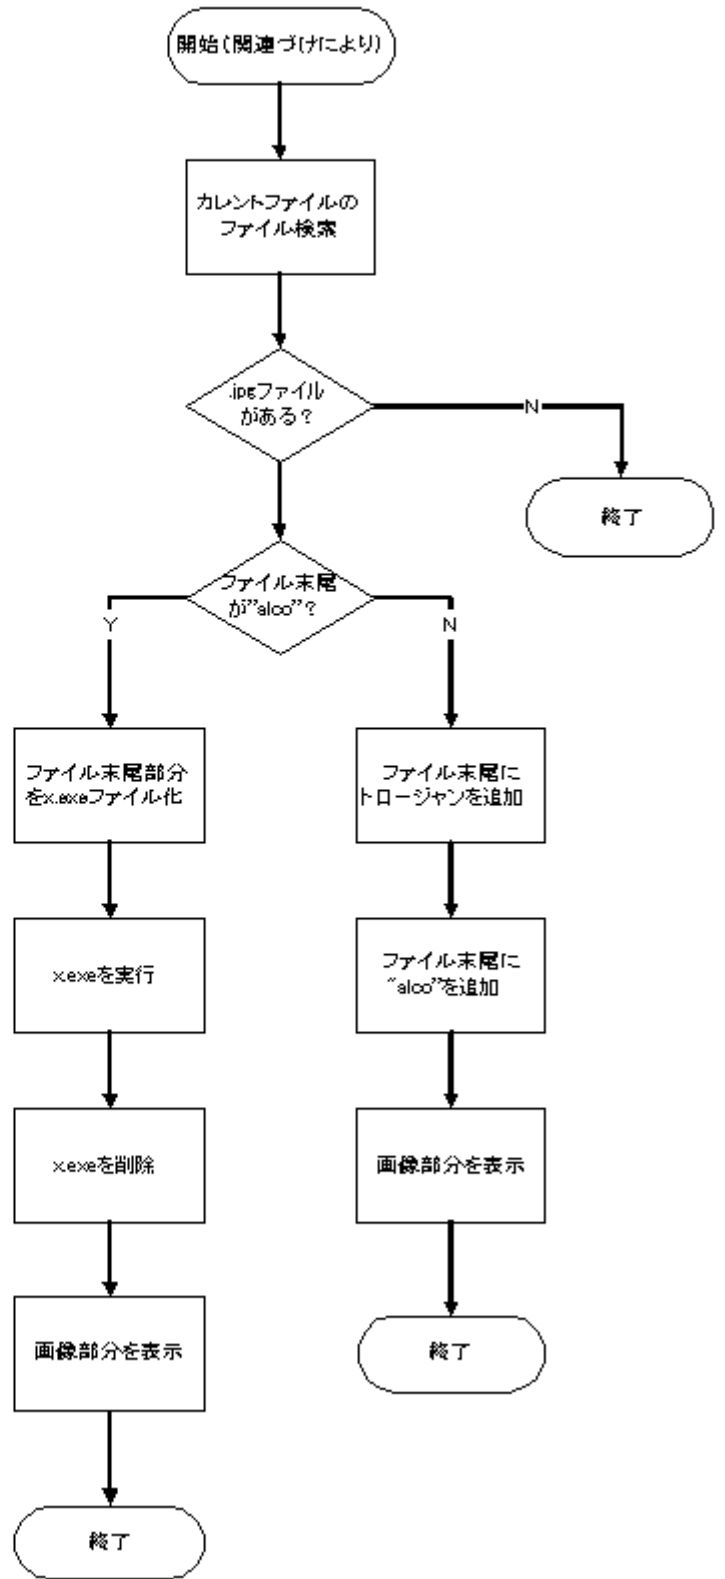 開始(関連づけにより)
カレントファイルの
ファイル検索
.jpgファイル
がある？
N
終了
ファイル末尾
が"alco"？
Y
N
ファイル末尾部分
をx.exeファイル化
ファイル末尾に
トロージャンを追加
x.exeを実行
ファイル末尾に
"alco"を追加
x.exeを削除
画像部分を表示
画像部分を表示
終了
終了